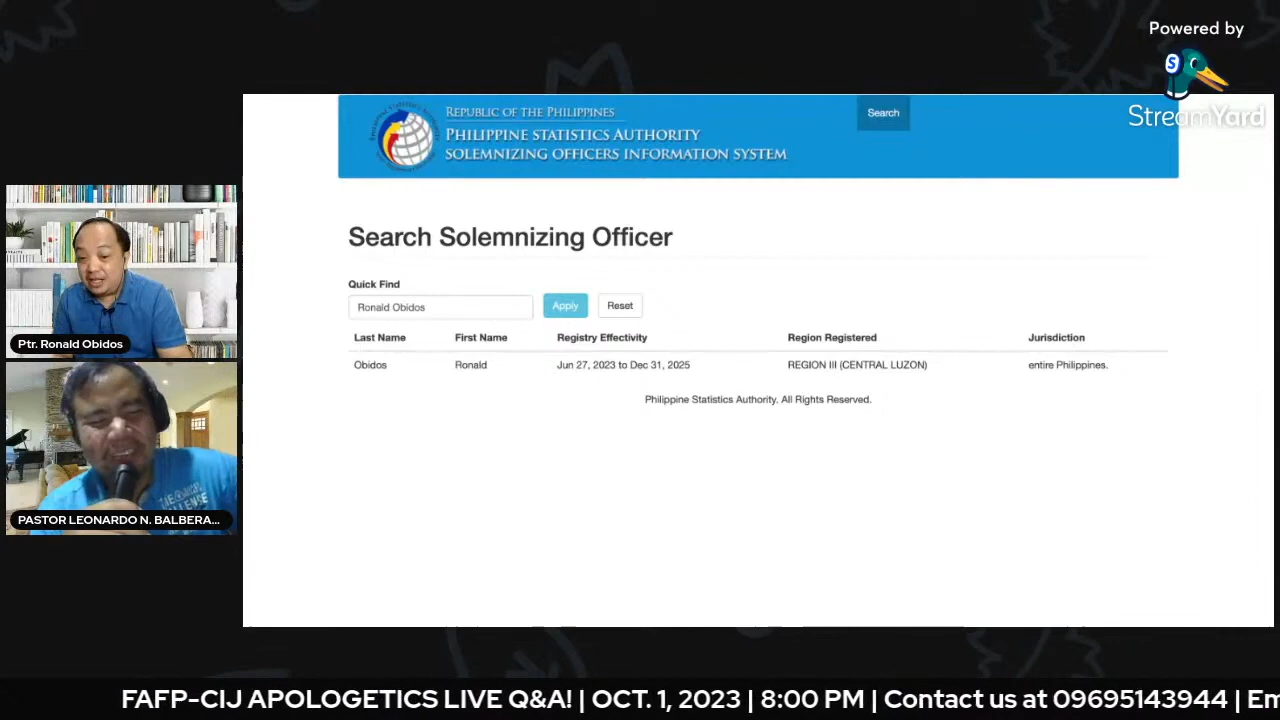 Powered by
StreamYard
REPUBLIC OF THE PHILIPPINES
PHILIPPINE STATISTICS AUTHORITY
SOLEMNIZING OFFICERS INFORMATION SYSTEM
Search
Search Solemnizing Officer
Quick Find
Ronald Obidos
Apply
Reset
Last Name First Name Registry Effectivity Region Registered Jurisdiction
Obidos Ronald Jun 27, 2023 to Dec 31, 2025 REGION III (CENTRAL LUZON) entire Philippines.
Philippine Statistics Authority. All Rights Reserved.
Ptr. Ronald Obidos
PASTOR LEONARDO N. BALBERA...
FAFP-CIJ APOLOGETICS LIVE Q&A! | OCT. 1, 2023 | 8:00 PM | Contact us at 09695143944 | Em